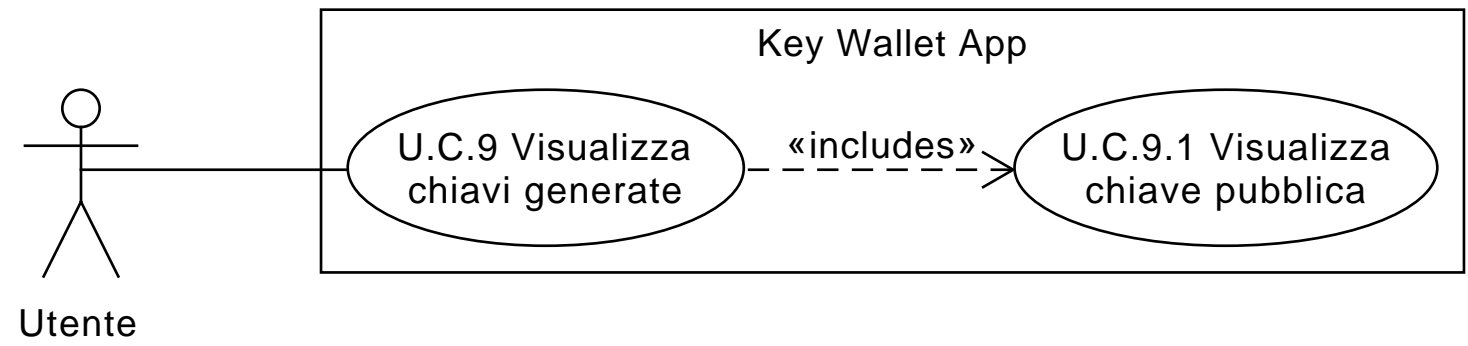 Key Wallet App
U.C.9 Visualizza
chiavi generate
«includes»
U.C.9.1 Visualizza
chiave pubblica
Utente